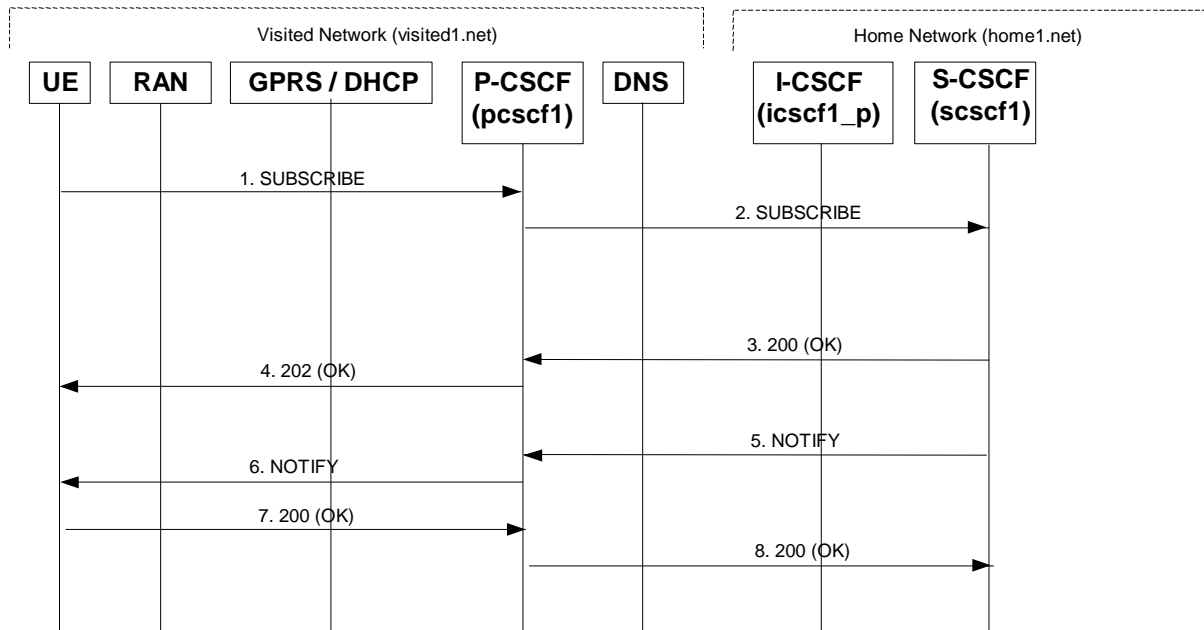 Visited Network (visited1.net)
Home Network (home1.net)
UE
RAN
GPRS / DHCP
P-CSCF
(pcscf1)
DNS
I-CSCF
(icscf1_p)
S-CSCF
(scscf1)
1. SUBSCRIBE
2. SUBSCRIBE
3. 200 (OK)
4. 202 (OK)
5. NOTIFY
6. NOTIFY
7. 200 (OK)
8. 200 (OK)